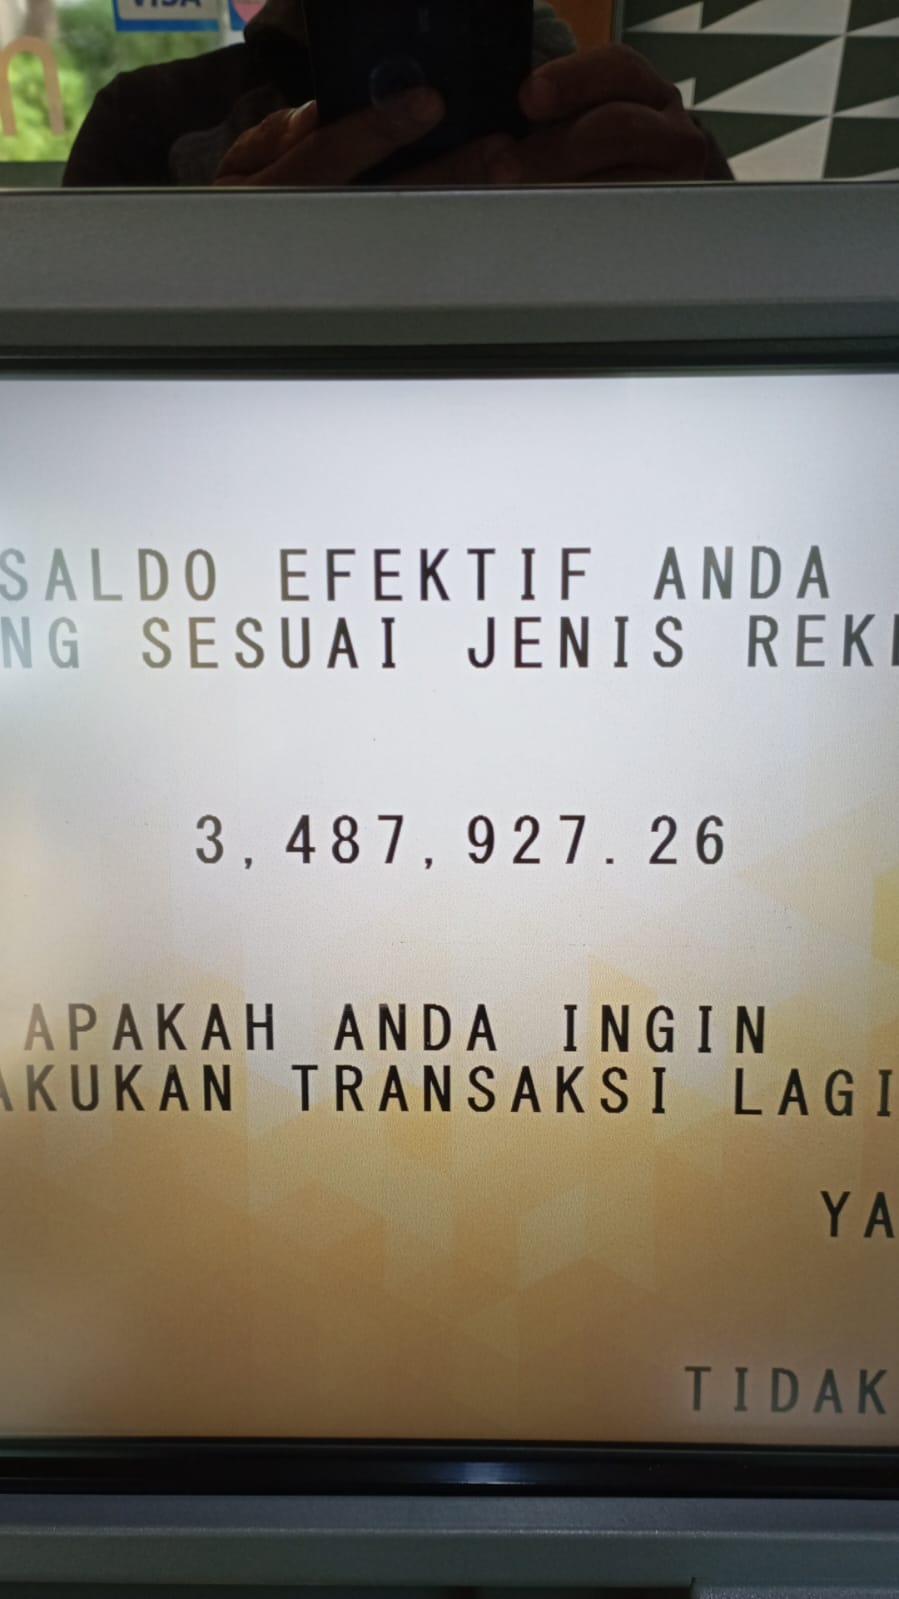 VISA
n
SALDO EFEKTIF ANDA
NG SESUAI JENIS REK
3,487,927.26
APAKAH ANDA INGIN
AKUKAN TRANSAKSI LAGI
YA
TIDAK